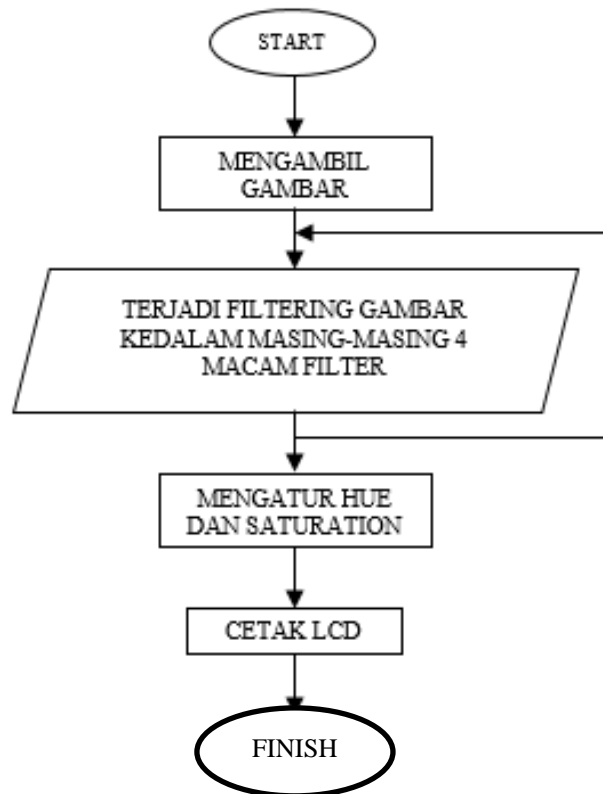 START
MENGAMBIL
GAMBAR
TERJADI FILTERING GAMBAR
KEDALAM MASING-MASING 4
MACAM FILTER
MENGATUR HUE
DAN SATURATION
CETAK LCD
FINISH